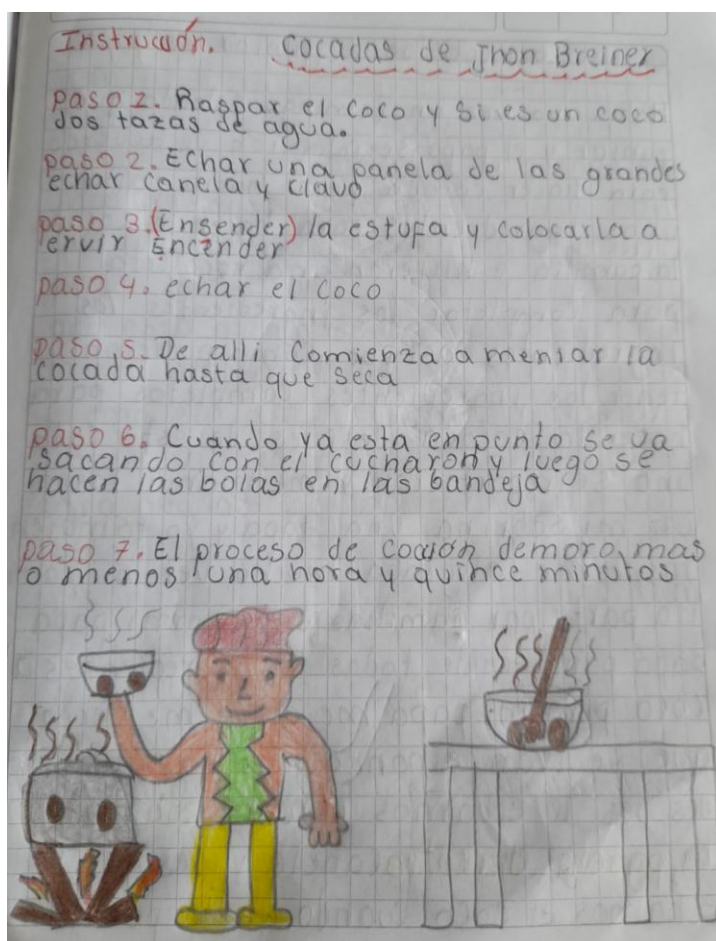 Instrucción. Cocadas de Jhon Breiner
paso 1. Raspar el coco y si es un coco
dos tazas de agua.
paso 2. Echar una panela de las grandes
echar canela y clavo
paso 3. (Ensender) la estufa y colocarla a
ervir Encender
paso 4. echar el coco
paso 5. De alli comienza a meniar la
cocada hasta que seca
paso 6. Cuando ya esta en punto se va
sacando con el cucharon y luego se
hacen las bolas en las bandeja
paso 7. El proceso de cocción demoro mas
o menos una hora y quince minutos